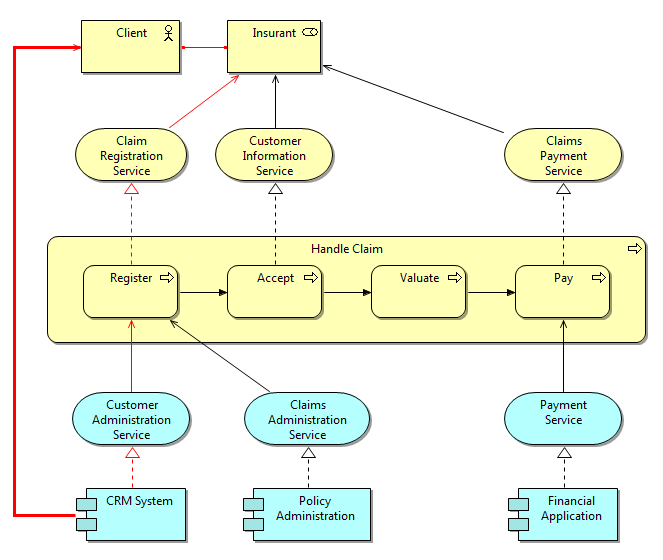 Client
Insurant
Claim
Registration
Service
Customer
Information
Service
Claims
Payment
Service
Handle Claim
Register
Accept
Valuate
Pay
Customer
Administration
Service
Claims
Administration
Service
Payment
Service
CRM System
Policy
Administration
Financial
Application